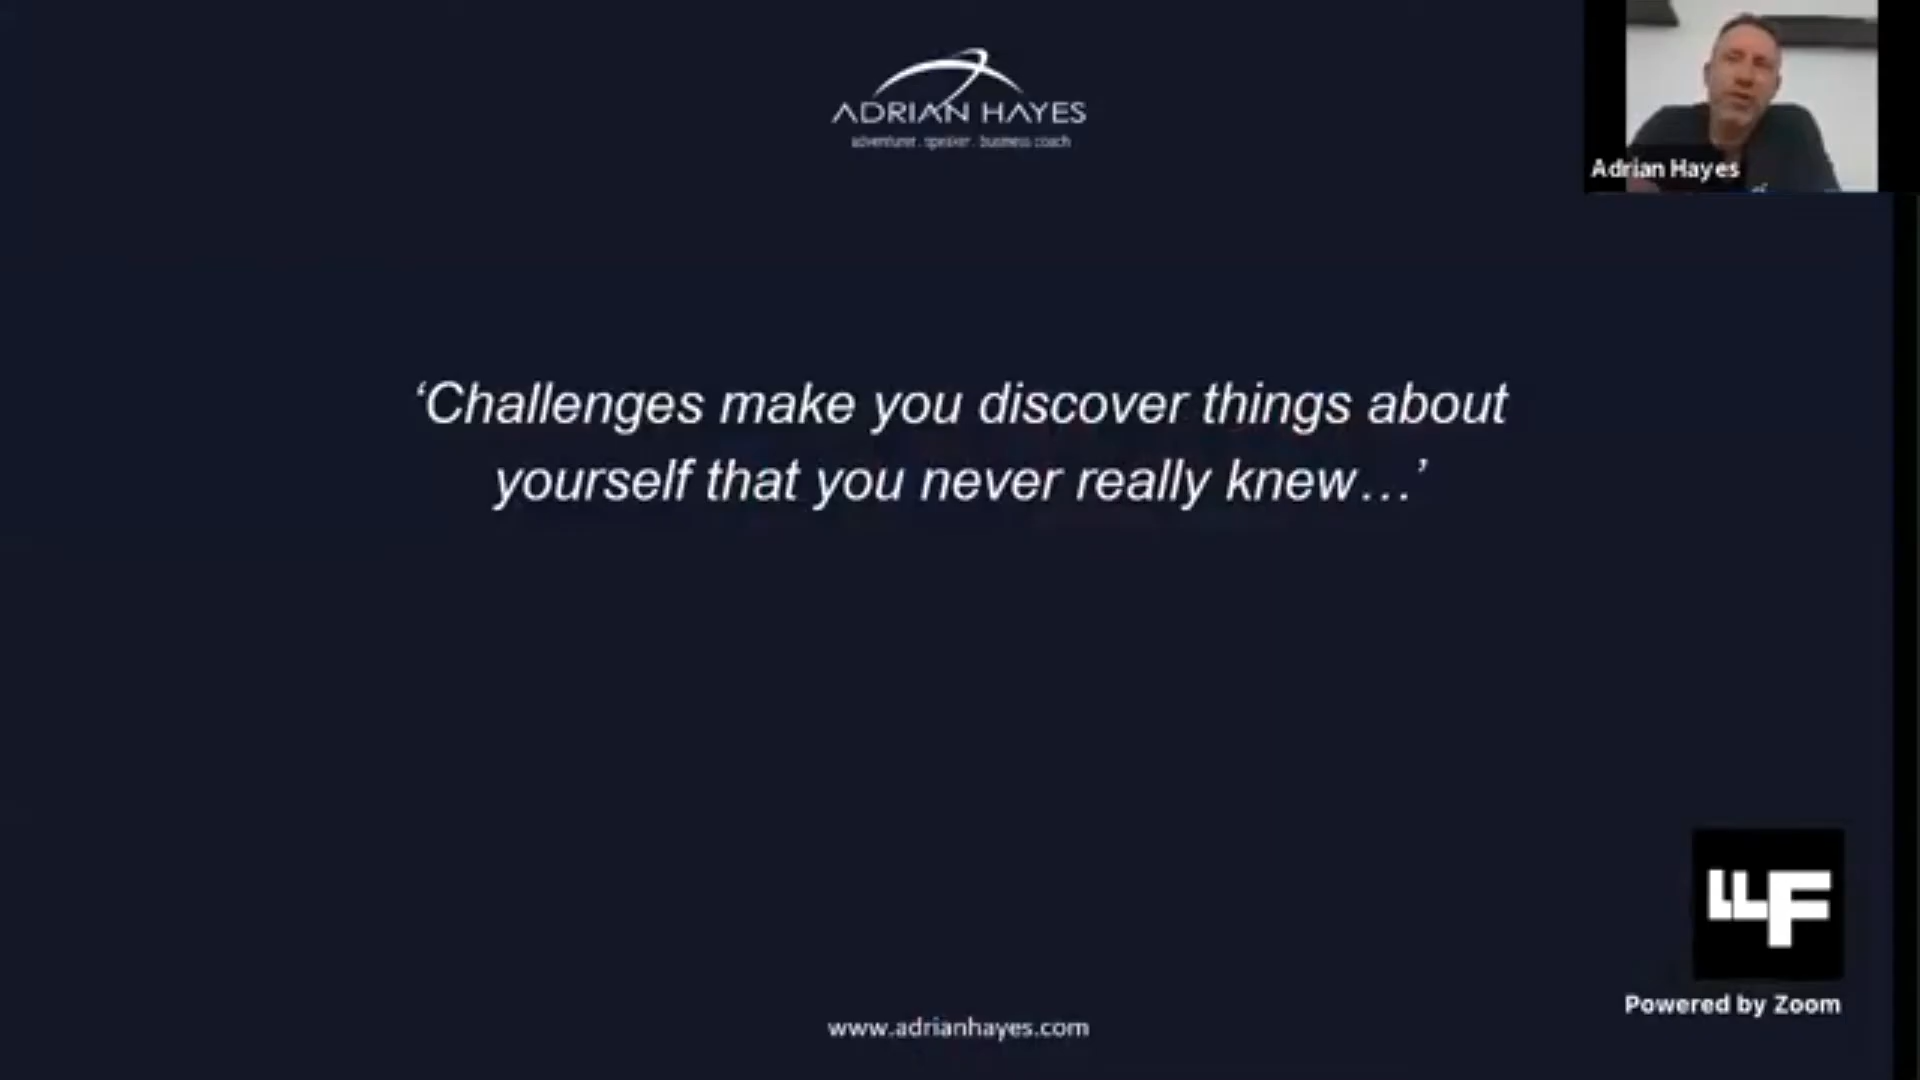 ADRIAN HAYES
adventurer . speaker . business coach
Adrian Hayes
‘Challenges make you discover things about
yourself that you never really knew…’
LLF
Powered by Zoom
www.adrianhayes.com